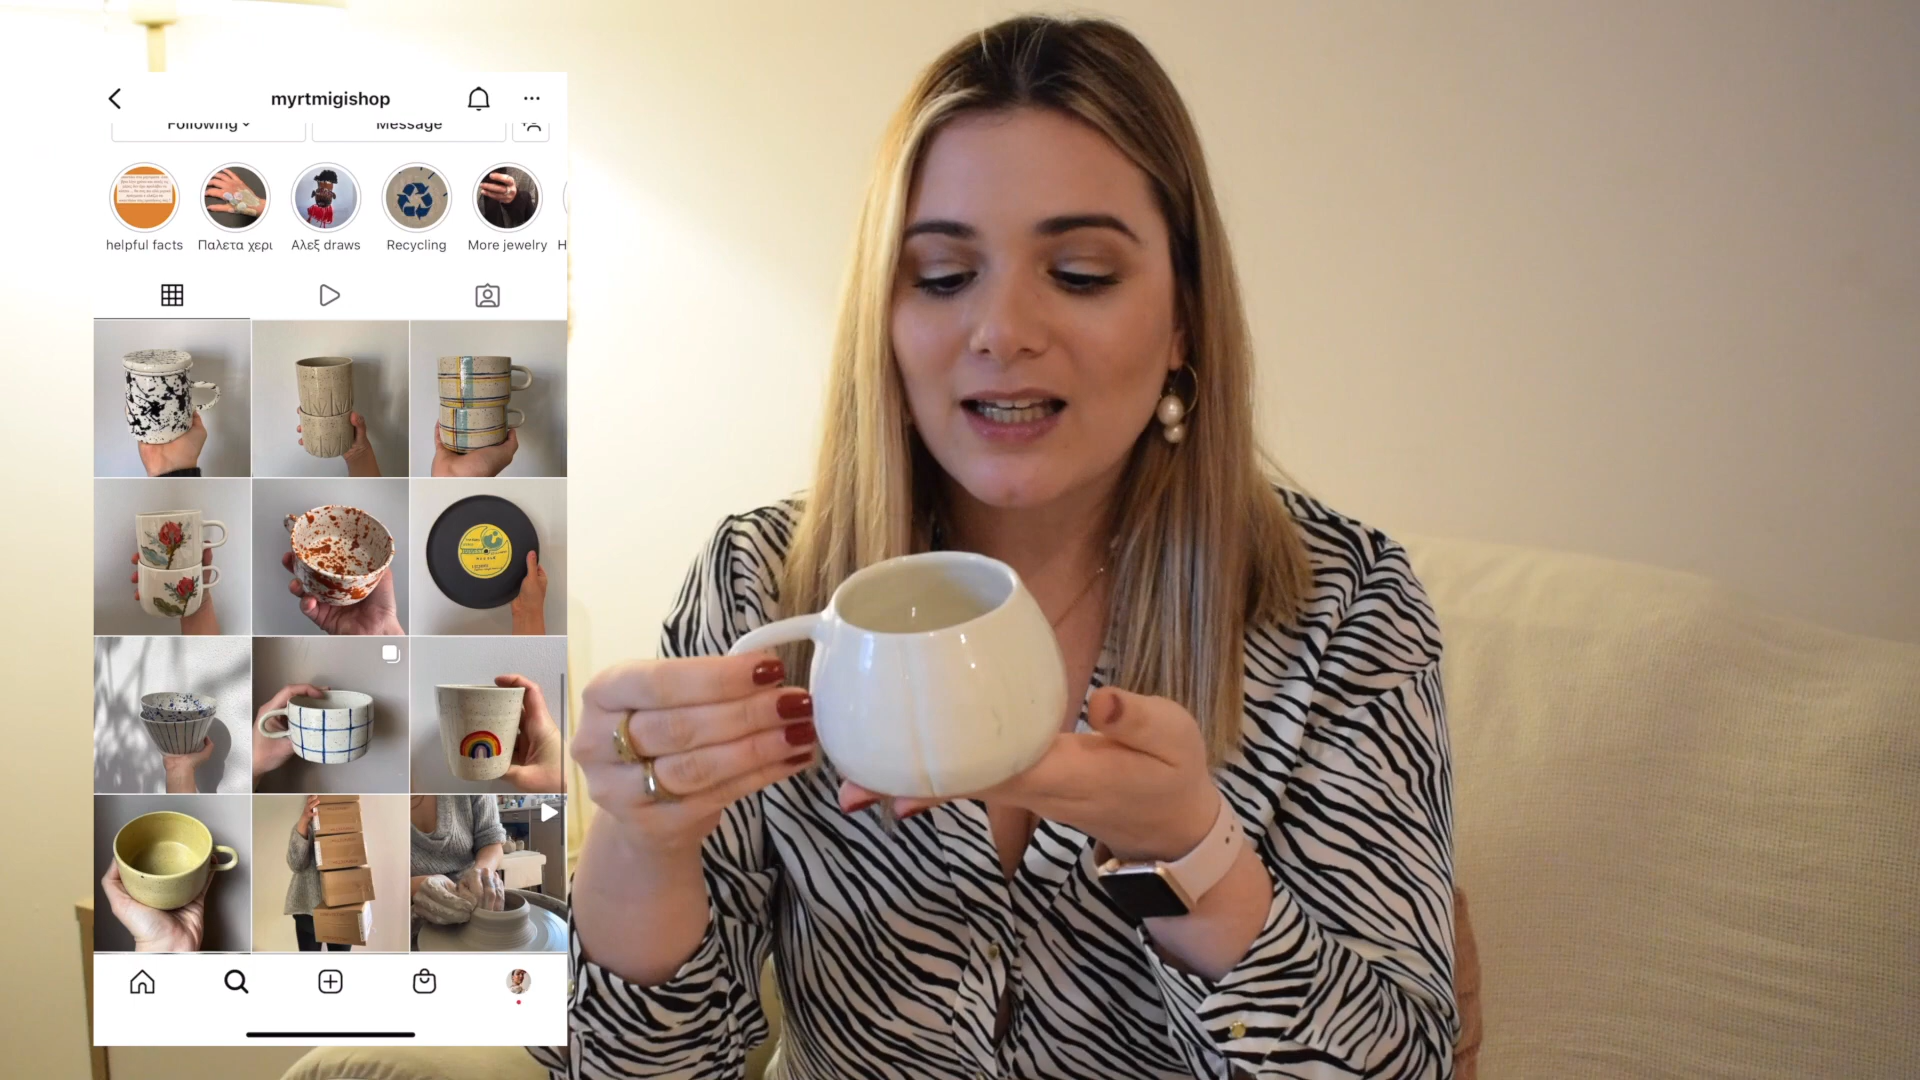 myrtmigishop
Following
Message
helpful facts
Παλετα χερι
Αλεξ draws
Recycling
More jewelry
H